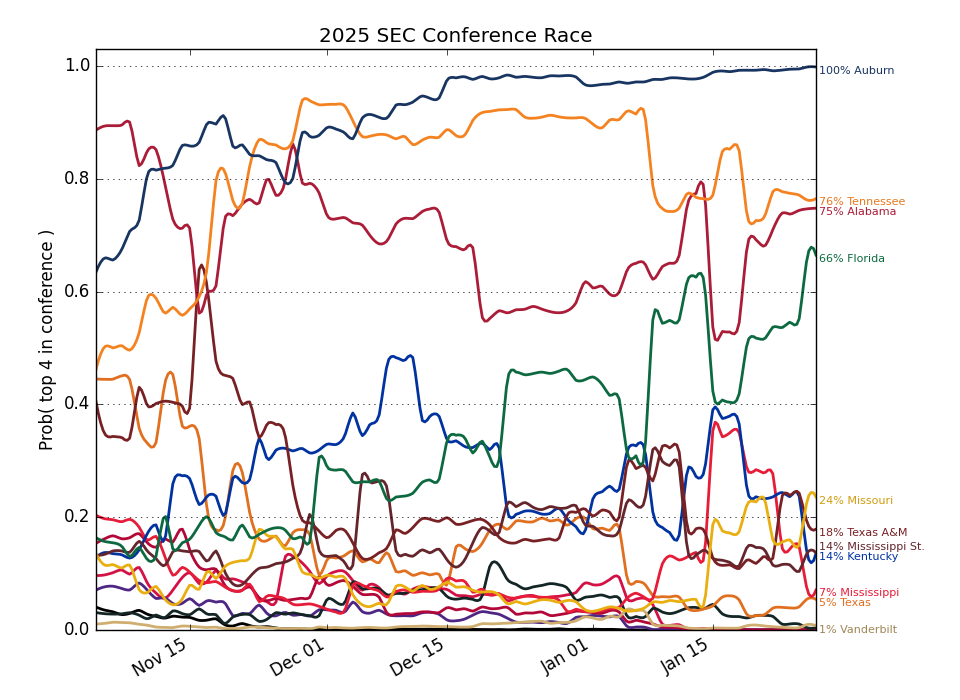 2025 SEC Conference Race
Prob( top 4 in conference )
1.0
0.8
0.6
0.4
0.2
0.0
Nov 15
Dec 01
Dec 15
Jan 01
Jan 15
100% Auburn
76% Tennessee
75% Alabama
66% Florida
24% Missouri
18% Texas A&M
14% Mississippi St.
14% Kentucky
7% Mississippi
5% Texas
1% Vanderbilt